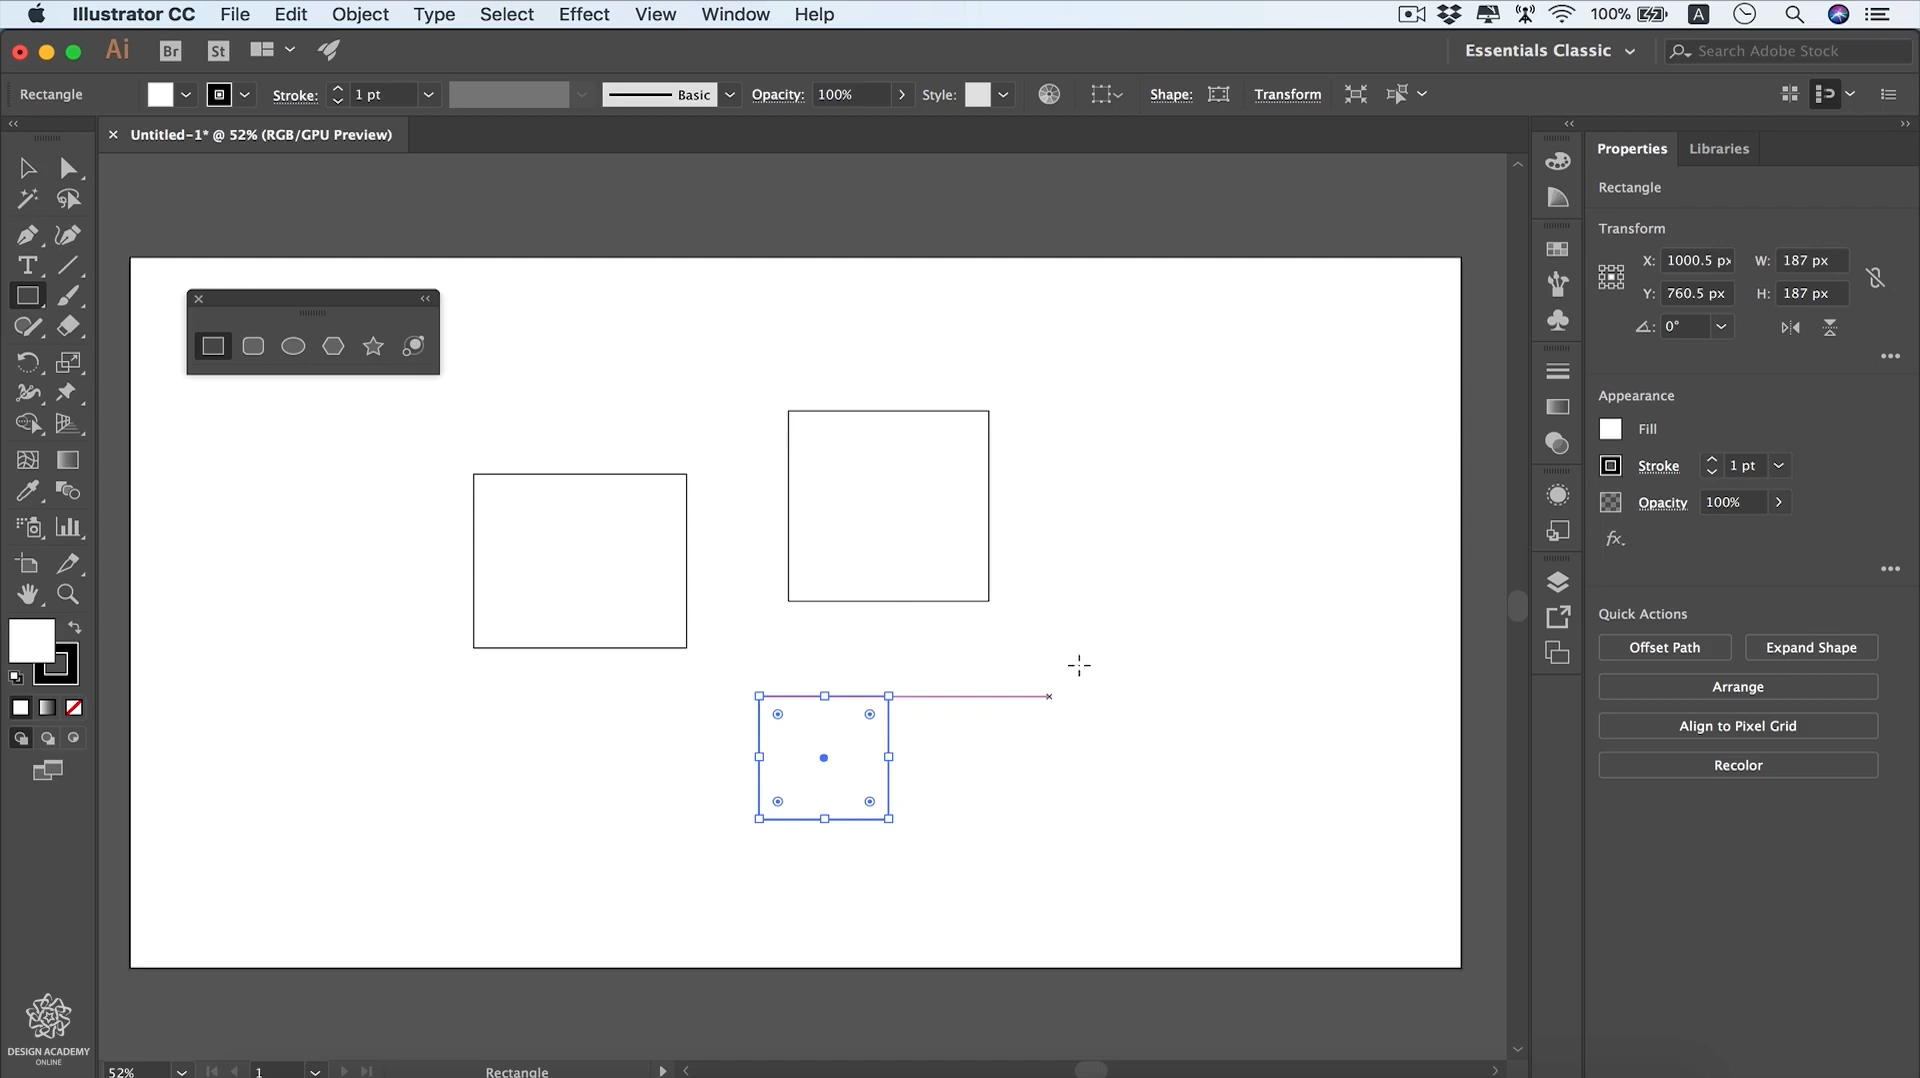 Illustrator CC File Edit Object Type Select Effect View Window Help 100% A
Ai Br St Essentials Classic Search Adobe Stock
Rectangle Stroke: 1 pt Basic Opacity: 100% Style: Shape: Transform
Untitled-1* @ 52% (RGB/GPU Preview)
Properties Libraries
Rectangle
Transform
X: 1000.5 px W: 187 px
Y: 760.5 px H: 187 px
0°
Appearance
Fill
Stroke 1 pt
Opacity 100%
fx.
Quick Actions
Offset Path Expand Shape
Arrange
Align to Pixel Grid
Recolor
DESIGN ACADEMY
ONLINE
52% 1 Rectangle